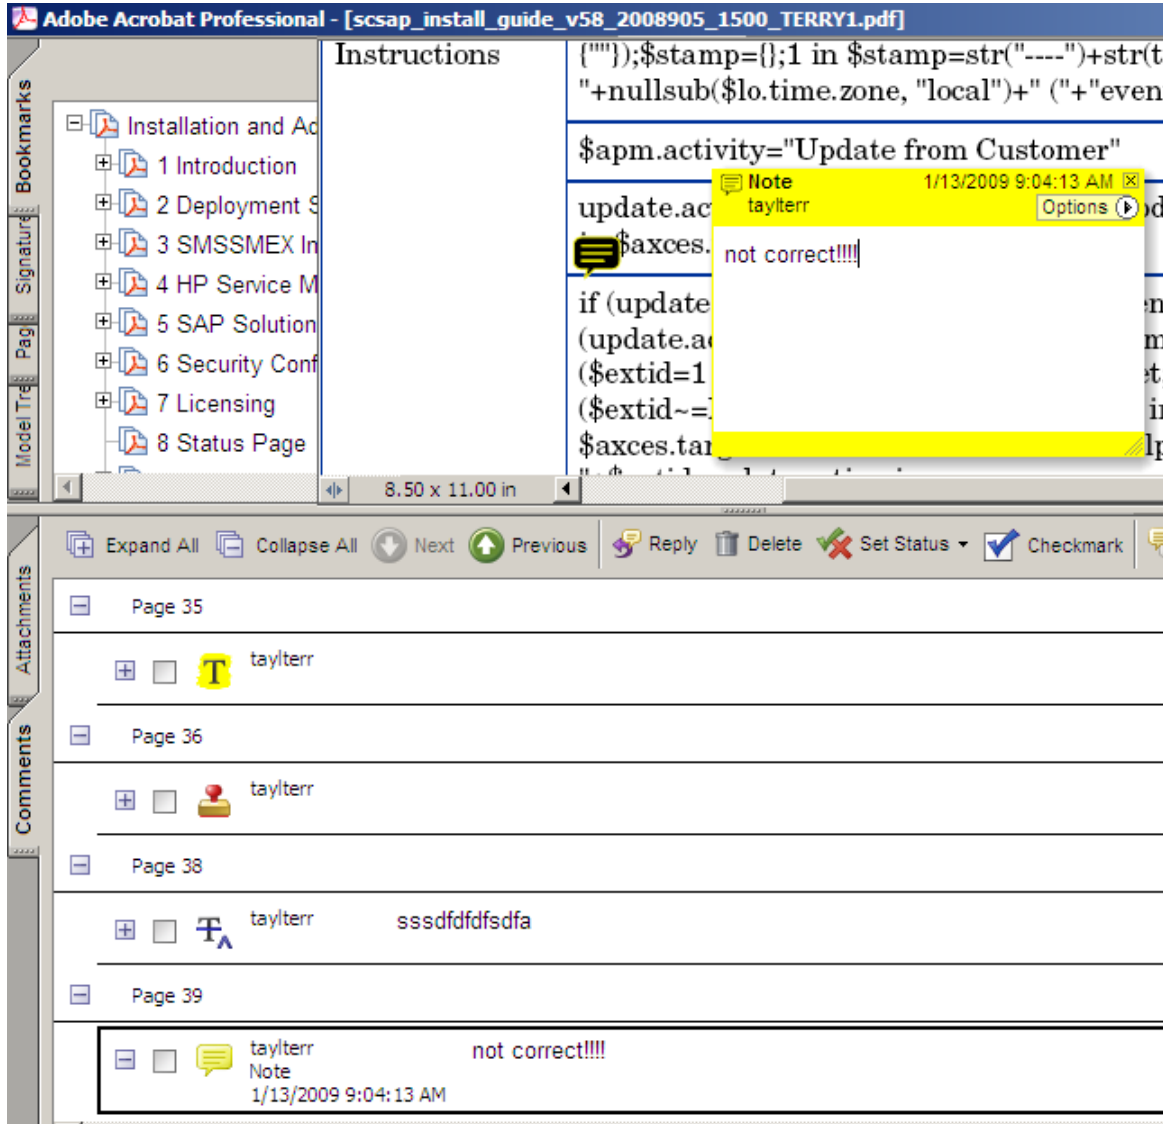 Adobe Acrobat Professional - [scsap_install_guide_v58_2008905_1500_TERRY1.pdf]
Bookmarks
Signature
Pag
Model Tre
Installation and Ad
1 Introduction
2 Deployment S
3 SMSSMEX In
4 HP Service M
5 SAP Solution
6 Security Conf
7 Licensing
8 Status Page
Instructions
{""});$stamp={};1 in $stamp=str("----")+str(t
"+nullsub($lo.time.zone, "local")+" ("+"even
$apm.activity="Update from Customer"
update.ac
$axces.
if (update
(update.a
($extid=1
($extid~=
$axces.tar
Note 1/13/2009 9:04:13 AM
taylterr Options
not correct!!!!
8.50 x 11.00 in
Attachments
Comments
Expand All Collapse All Next Previous Reply Delete Set Status Checkmark
Page 35
T taylterr
Page 36
taylterr
Page 38
T taylterr sssdfdfdfsdfa
Page 39
taylterr not correct!!!!
Note
1/13/2009 9:04:13 AM